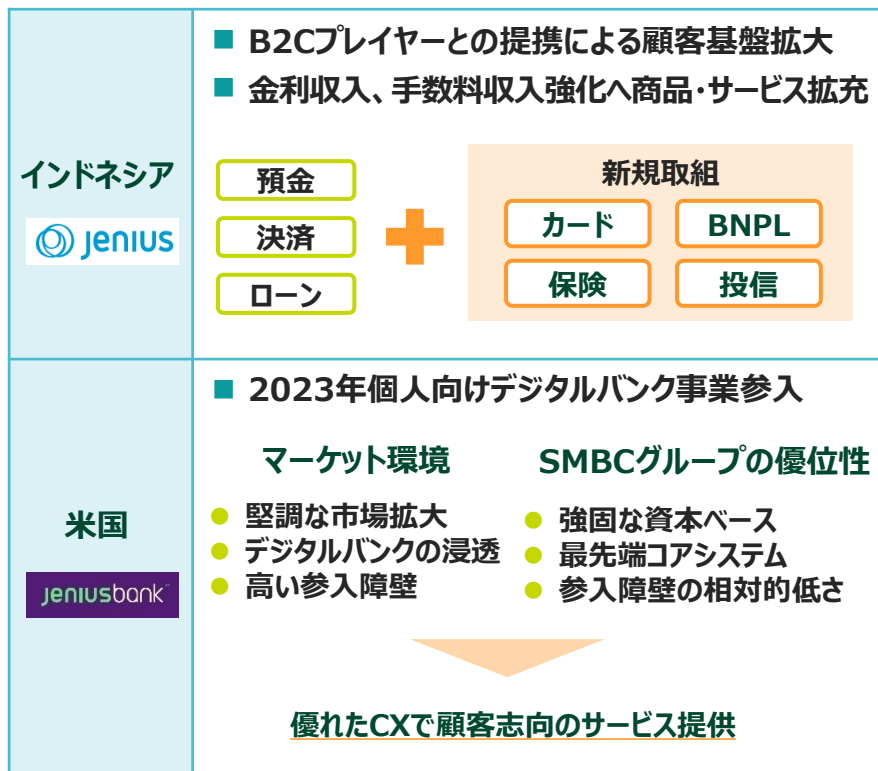 B2Cプレイヤーとの提携による顧客基盤拡大
金利収入、手数料収入強化へ商品・サービス拡充
インドネシア
Jenius
預金
決済
ローン
新規取組
カード
BNPL
保険
投信
2023年個人向けデジタルバンク事業参入
米国
Jeniusbank
マーケット環境
堅調な市場拡大
デジタルバンクの浸透
高い参入障壁
SMBCグループの優位性
強固な資本ベース
最先端コアシステム
参入障壁の相対的低さ
優れたCXで顧客志向のサービス提供